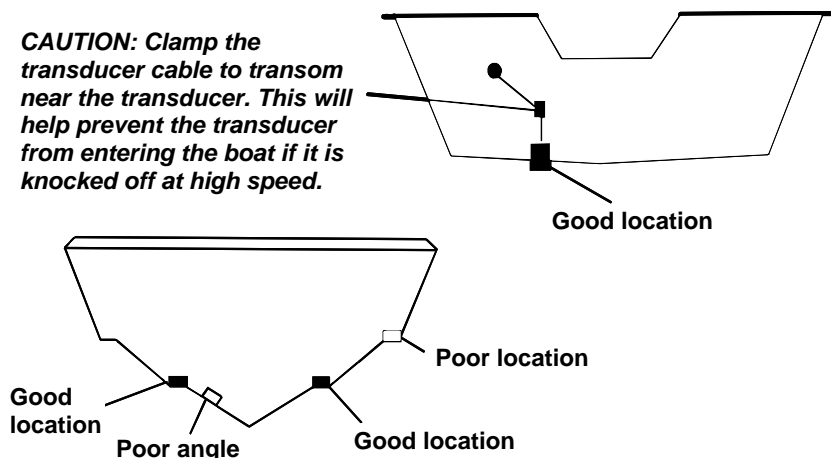 CAUTION: Clamp the
transducer cable to transom
near the transducer. This will
help prevent the transducer
from entering the boat if it is
knocked off at high speed.
Good location
Poor location
Good
location
Poor angle
Good location